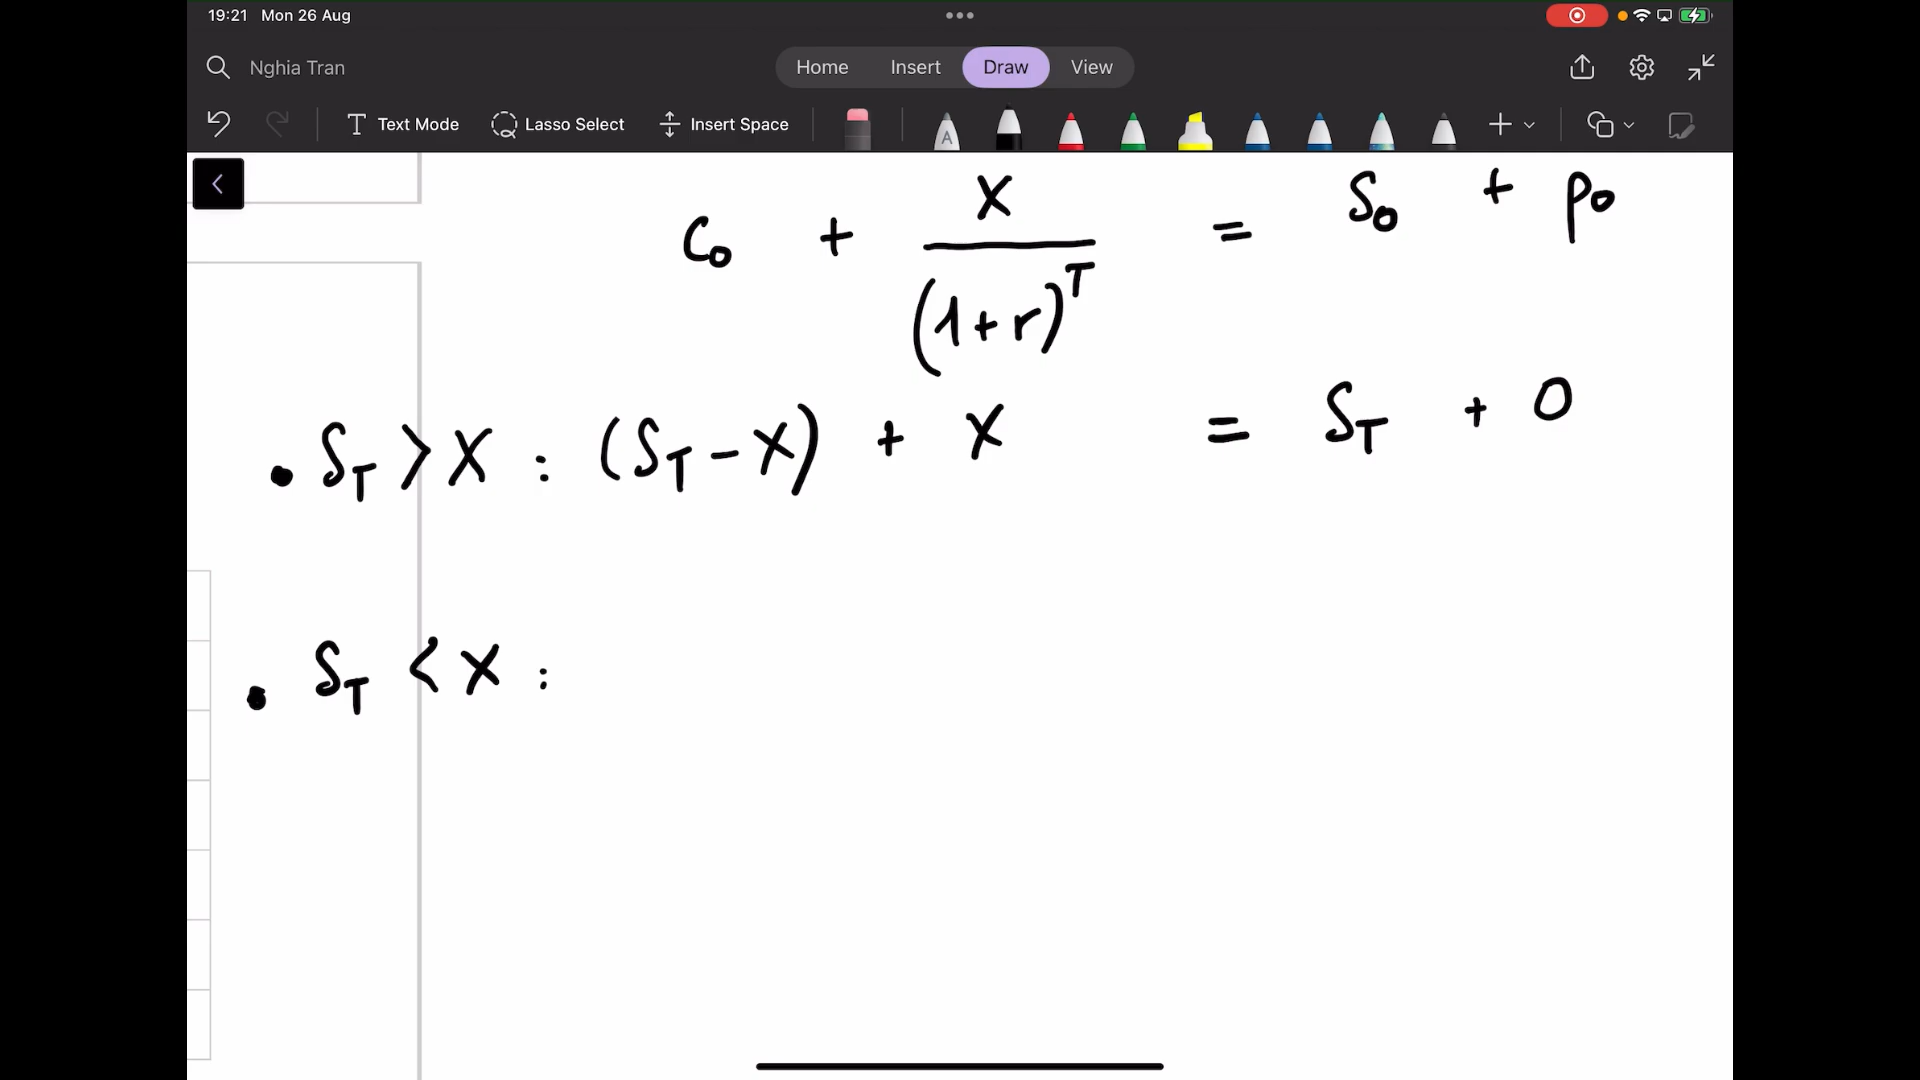 19:21 Mon 26 Aug
Nghia Tran Home Insert Draw View
Text Mode Lasso Select Insert Space
A
c₀ + X / (1+r)^T = S₀ + p₀
• S_T > X : (S_T - X) + X = S_T + 0
• S_T < X :